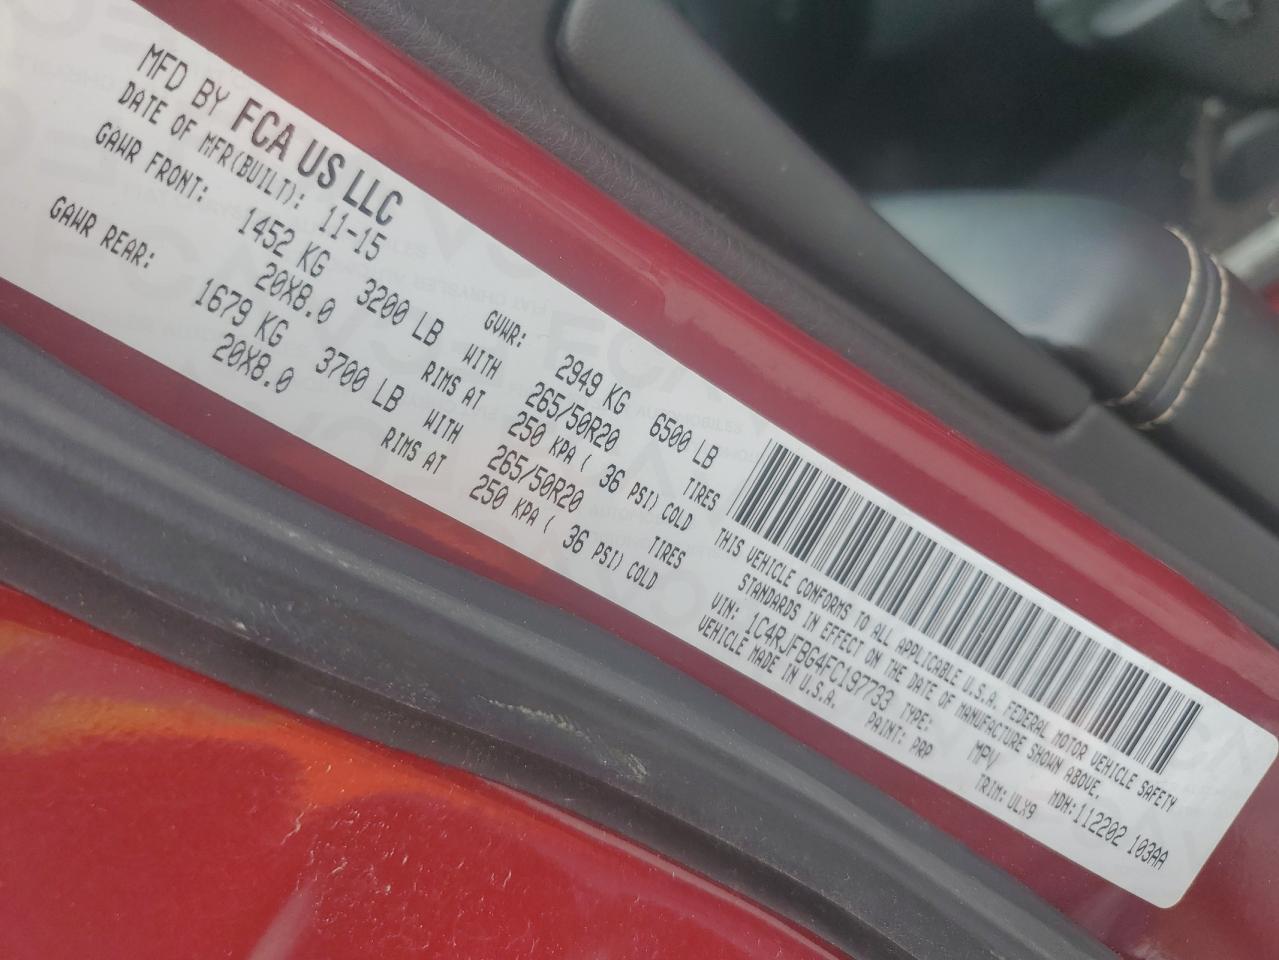 MFD BY FCA US LLC
DATE OF MFR(BUILT): 11-15 GVWR: 2949 KG 6500 LB
GAWR FRONT: 1452 KG 3200 LB WITH 265/50R20 TIRES
20X8.0 RIMS AT 250 KPA ( 36 PSI) COLD
GAWR REAR: 1679 KG 3700 LB WITH 265/50R20 TIRES
20X8.0 RIMS AT 250 KPA ( 36 PSI) COLD
THIS VEHICLE CONFORMS TO ALL APPLICABLE U.S.A. FEDERAL MOTOR VEHICLE SAFETY
STANDARDS IN EFFECT ON THE DATE OF MANUFACTURE SHOWN ABOVE.
VIN: 1C4RJFBG4FC197733 TYPE: MPV MDH:112202 103AA
VEHICLE MADE IN U.S.A. PAINT: PRP TRIM: ULX9